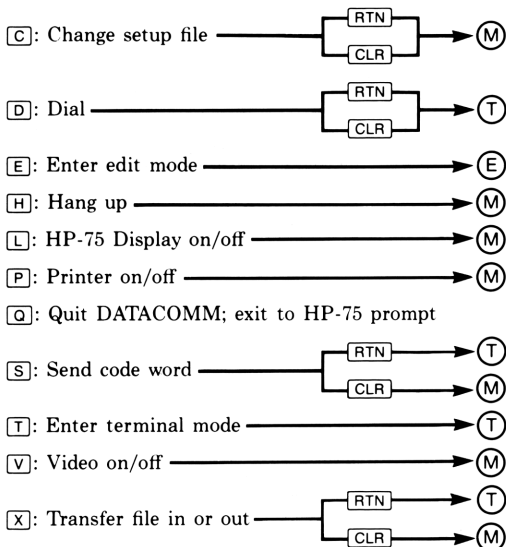 RTN
C: Change setup file M
CLR
RTN
D: Dial T
CLR
E: Enter edit mode E
H: Hang up M
L: HP-75 Display on/off M
P: Printer on/off M
Q: Quit DATACOMM; exit to HP-75 prompt
RTN T
S: Send code word
CLR M
T: Enter terminal mode T
V: Video on/off M
RTN T
X: Transfer file in or out
CLR M